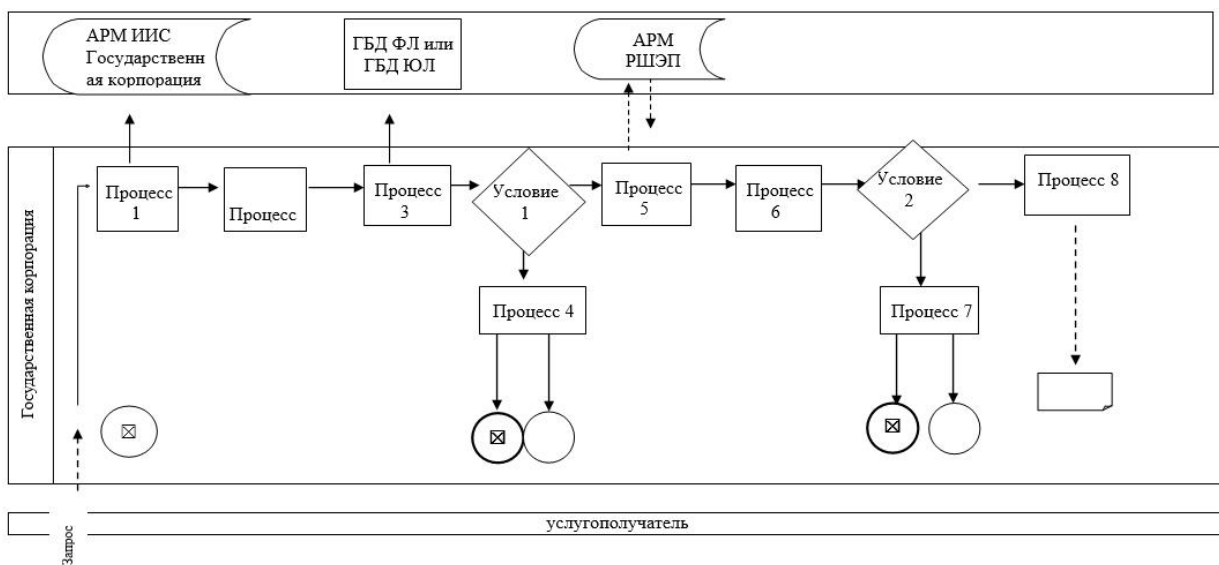 АРМ ИИС
Государственн
ая корпорация
ГБД ФЛ или
ГБД ЮЛ
АРМ
РШЭП
Государственная корпорация
Процесс
1
Процесс
Процесс
3
Условие
1
Процесс
5
Процесс
6
Условие
2
Процесс 8
Процесс 4
Процесс 7
услугополучатель
Запрос